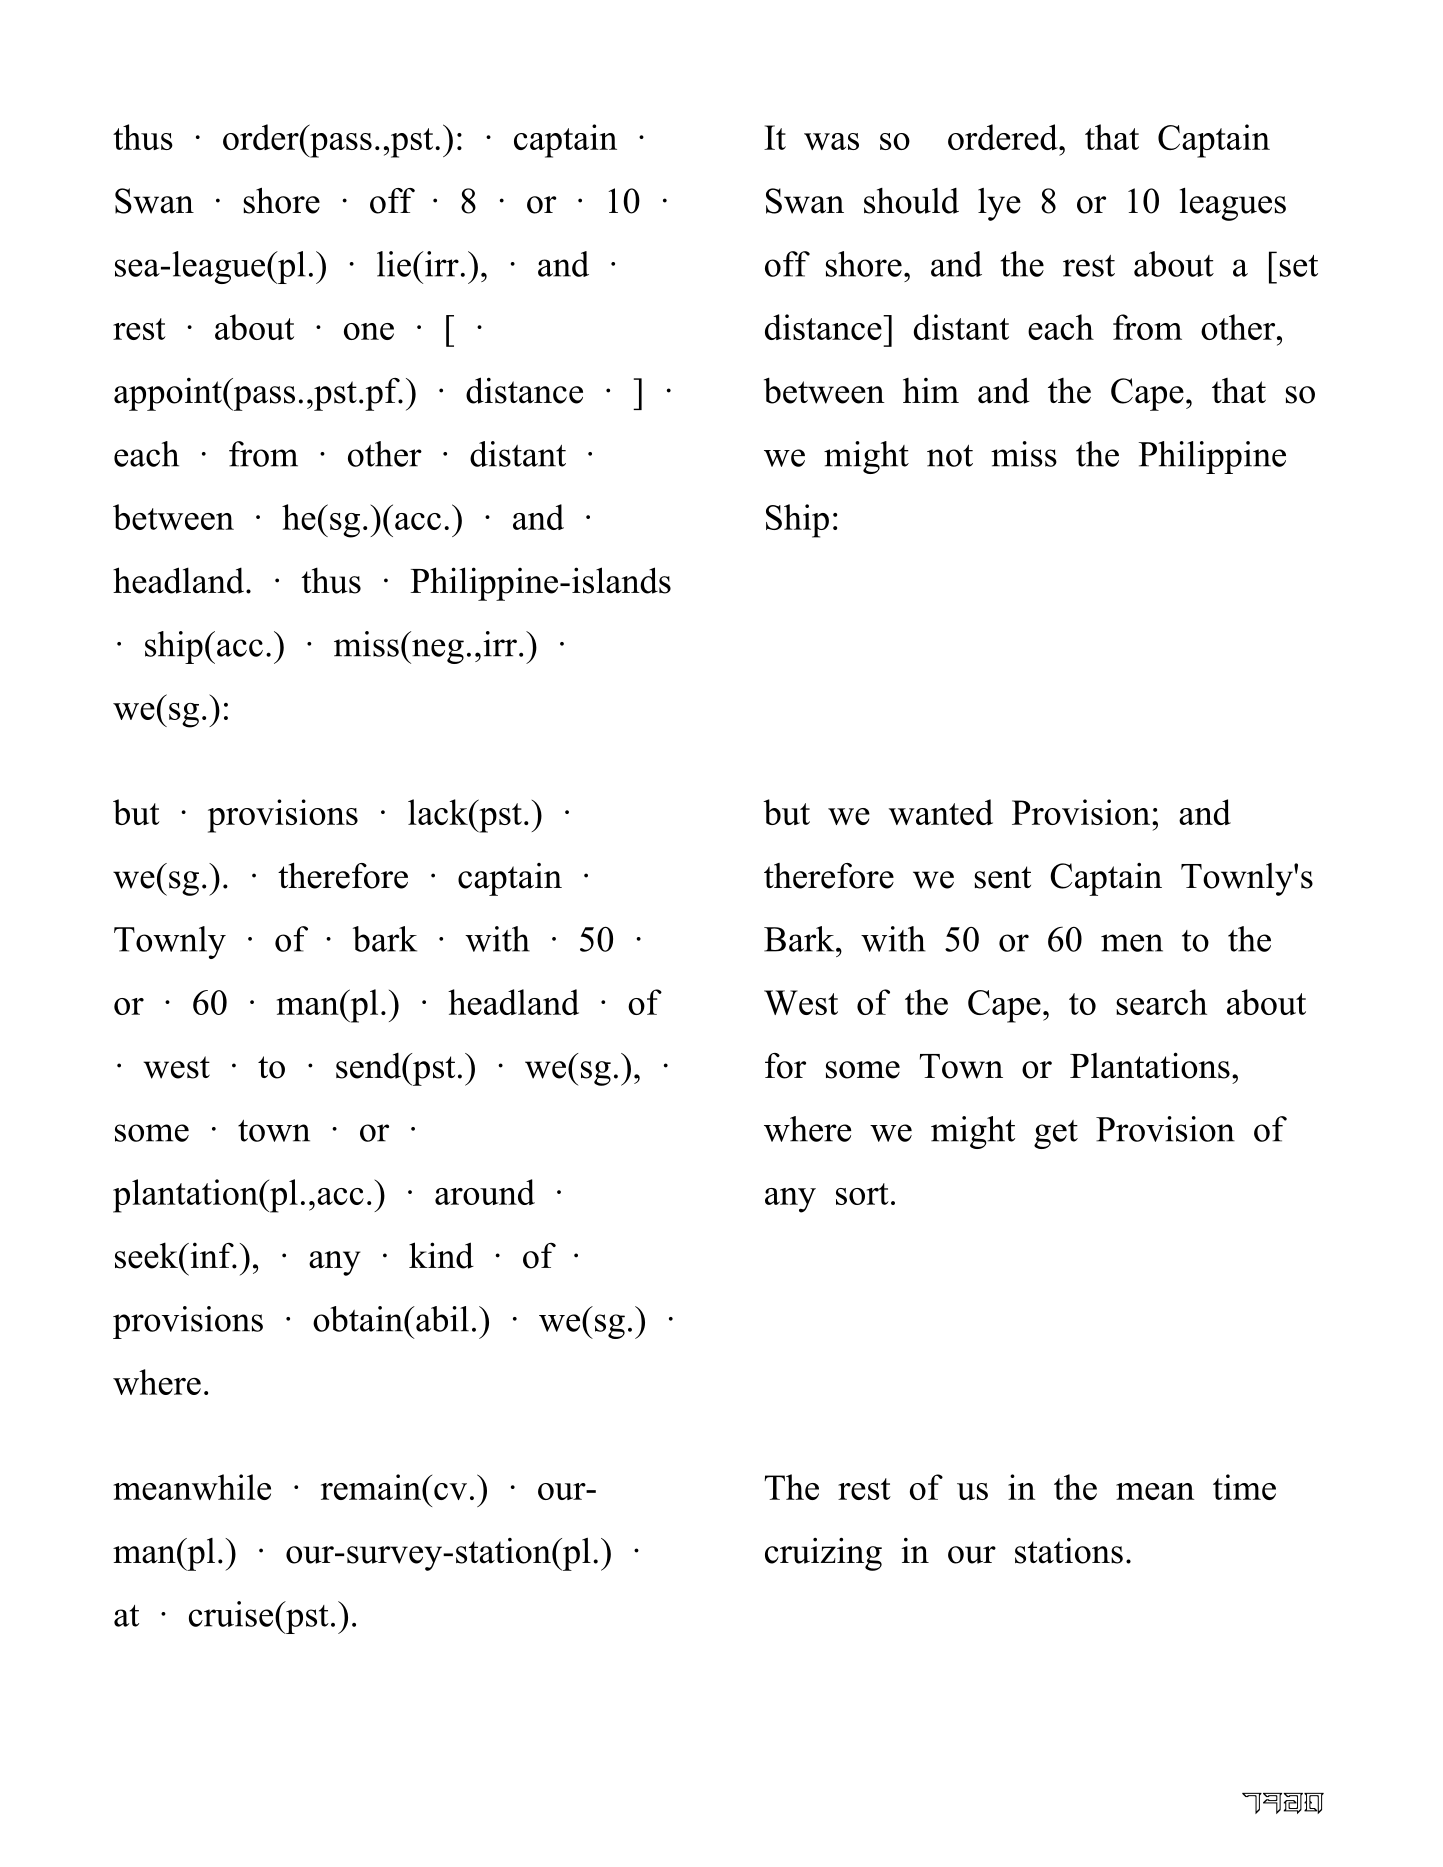 thus · order(pass.,pst.): · captain ·
Swan · shore · off · 8 · or · 10 ·
sea-league(pl.) · lie(irr.), · and ·
rest · about · one · [ ·
appoint(pass.,pst.pf.) · distance · ] ·
each · from · other · distant ·
between · he(sg.)(acc.) · and ·
headland. · thus · Philippine-islands
· ship(acc.) · miss(neg.,irr.) ·
we(sg.):
It was so ordered, that Captain
Swan should lye 8 or 10 leagues
off shore, and the rest about a [set
distance] distant each from other,
between him and the Cape, that so
we might not miss the Philippine
Ship:
but · provisions · lack(pst.) ·
we(sg.). · therefore · captain ·
Townly · of · bark · with · 50 ·
or · 60 · man(pl.) · headland · of
· west · to · send(pst.) · we(sg.), ·
some · town · or ·
plantation(pl.,acc.) · around ·
seek(inf.), · any · kind · of ·
provisions · obtain(abil.) · we(sg.) ·
where.
but we wanted Provision; and
therefore we sent Captain Townly's
Bark, with 50 or 60 men to the
West of the Cape, to search about
for some Town or Plantations,
where we might get Provision of
any sort.
meanwhile · remain(cv.) · our-
man(pl.) · our-survey-station(pl.) ·
at · cruise(pst.).
The rest of us in the mean time
cruizing in our stations.